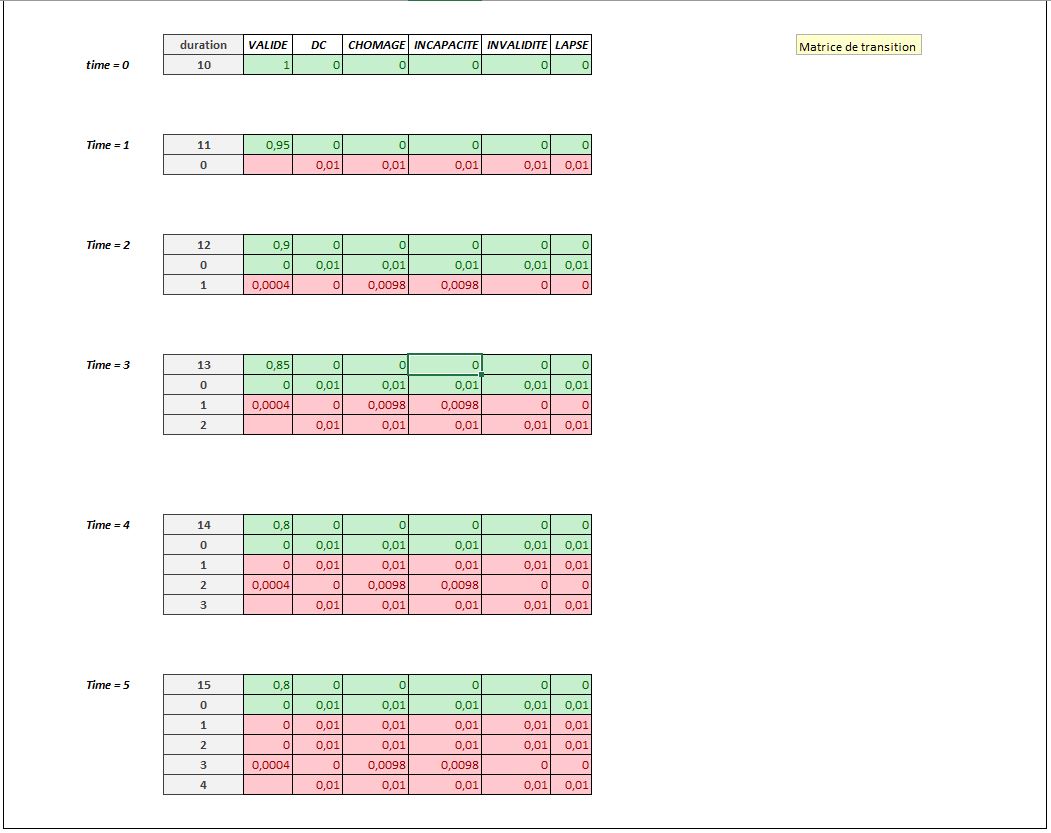 duration VALIDE DC CHOMAGE INCAPACITE INVALIDITE LAPSE Matrice de transition
time = 0 10 1 0 0 0 0 0
Time = 1 11 0,95 0 0 0 0 0
0 0,01 0,01 0,01 0,01 0,01
Time = 2 12 0,9 0 0 0 0 0
0 0 0,01 0,01 0,01 0,01 0,01
1 0,0004 0 0,0098 0,0098 0 0
Time = 3 13 0,85 0 0 0 0 0
0 0 0,01 0,01 0,01 0,01 0,01
1 0,0004 0 0,0098 0,0098 0 0
2 0,01 0,01 0,01 0,01 0,01
Time = 4 14 0,8 0 0 0 0 0
0 0 0,01 0,01 0,01 0,01 0,01
1 0 0,01 0,01 0,01 0,01 0,01
2 0,0004 0 0,0098 0,0098 0 0
3 0,01 0,01 0,01 0,01 0,01
Time = 5 15 0,8 0 0 0 0 0
0 0 0,01 0,01 0,01 0,01 0,01
1 0 0,01 0,01 0,01 0,01 0,01
2 0 0,01 0,01 0,01 0,01 0,01
3 0,0004 0 0,0098 0,0098 0 0
4 0,01 0,01 0,01 0,01 0,01